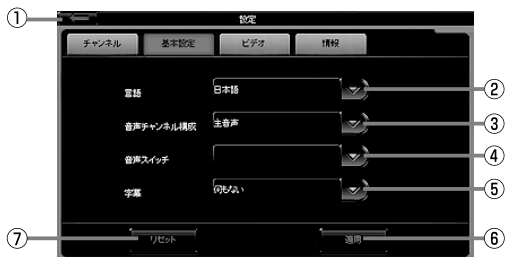 ①
設定
チャンネル 基本設定 ビデオ 情報
言語 日本語 ②
音声チャンネル構成 主音声 ③
音声スイッチ ④
字幕 何もない ⑤
⑦ リセット 適用 ⑥